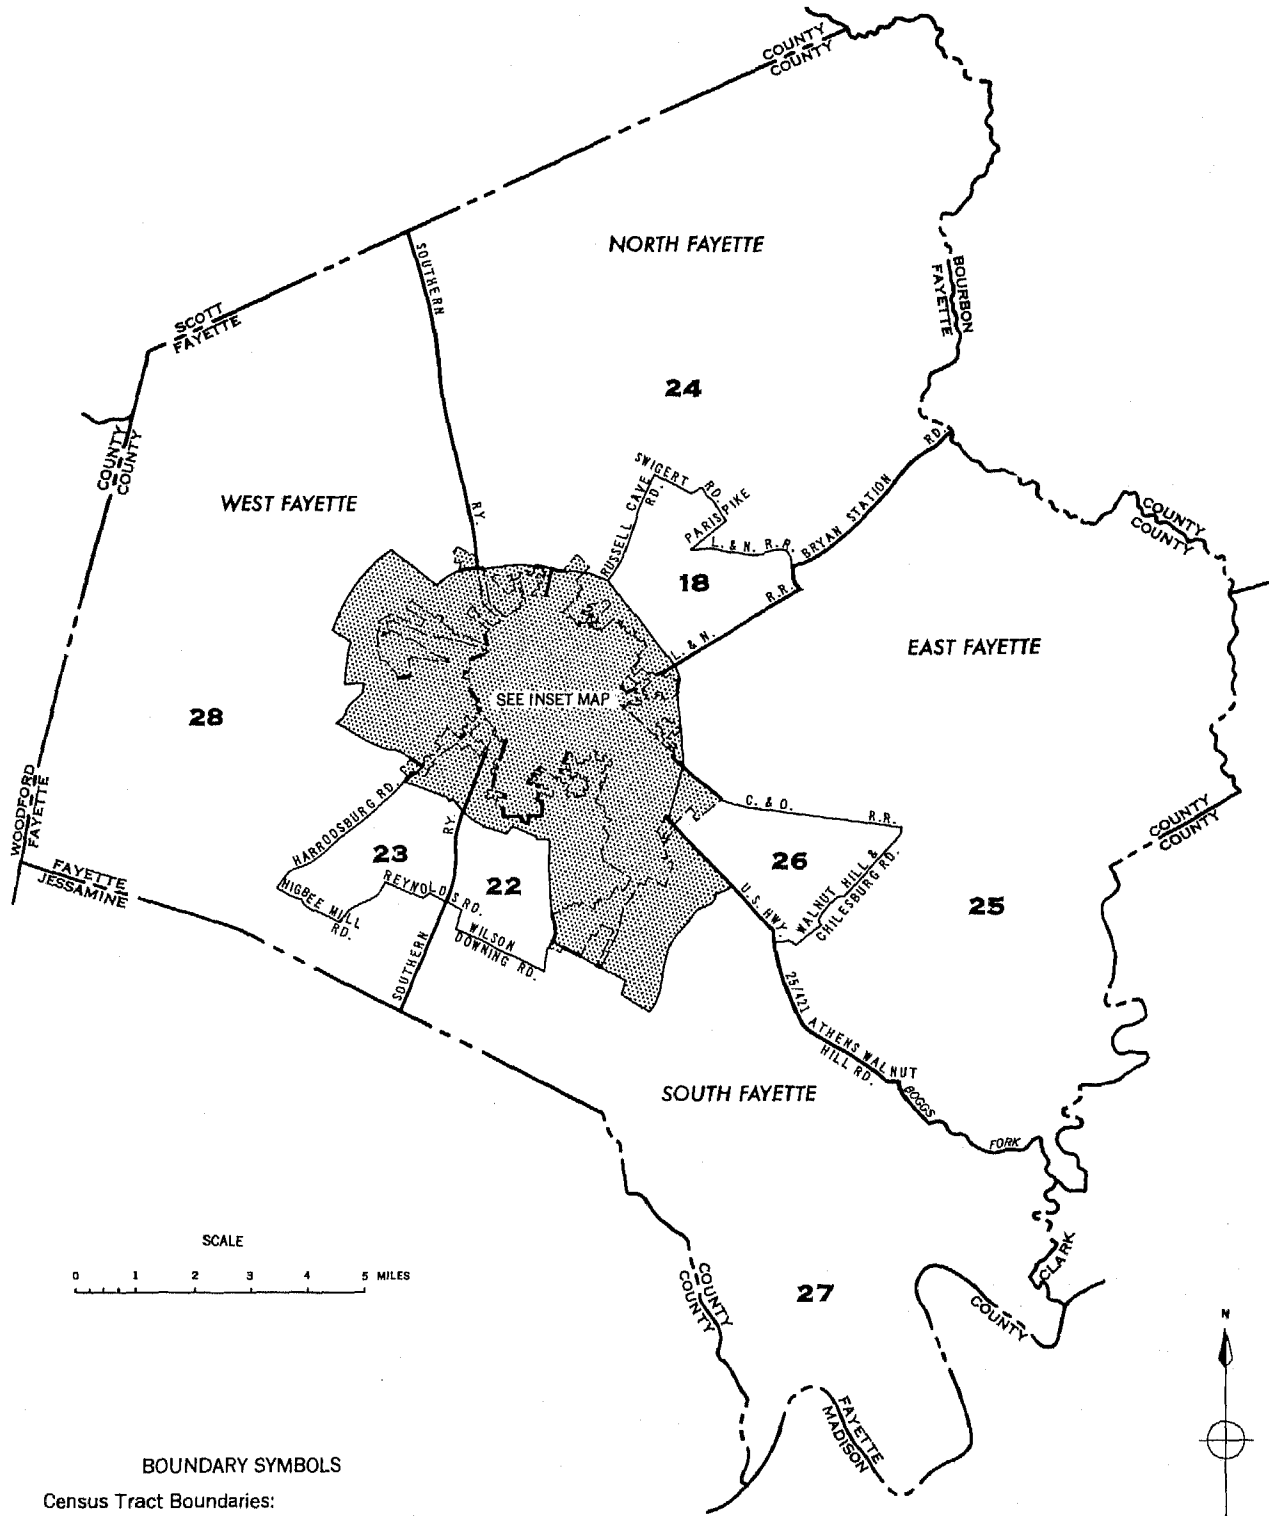 COUNTY
COUNTY
NORTH FAYETTE
SOUTHERN
RY.
BOURBON
FAYETTE
SCOTT
FAYETTE
24
COUNTY
COUNTY
WEST FAYETTE
SWIGERT RD.
RUSSELL CAVE RD.
PARIS PIKE
L. & N. R.R.
BRYAN STATION RD.
COUNTY
COUNTY
18
L. & N. R.R.
EAST FAYETTE
SEE INSET MAP
28
WOODFORD
FAYETTE
C. & O. R.R.
COUNTY
COUNTY
HARRODSBURG RD.
RY.
23
26
FAYETTE
JESSAMINE
HIGBEE MILL
RD.
REYNOLDS RD.
22
U.S. HWY.
WALNUT HILL &
CHILESBURG RD.
25
WILSON
DOWNING RD.
SOUTHERN
25/421
ATHENS WALNUT
HILL RD.
BOGGS
FORK
SOUTH FAYETTE
SCALE
0 1 2 3 4 5 MILES
COUNTY
COUNTY
27
CLARK
COUNTY
N
FAYETTE
MADISON
BOUNDARY SYMBOLS
Census Tract Boundaries: